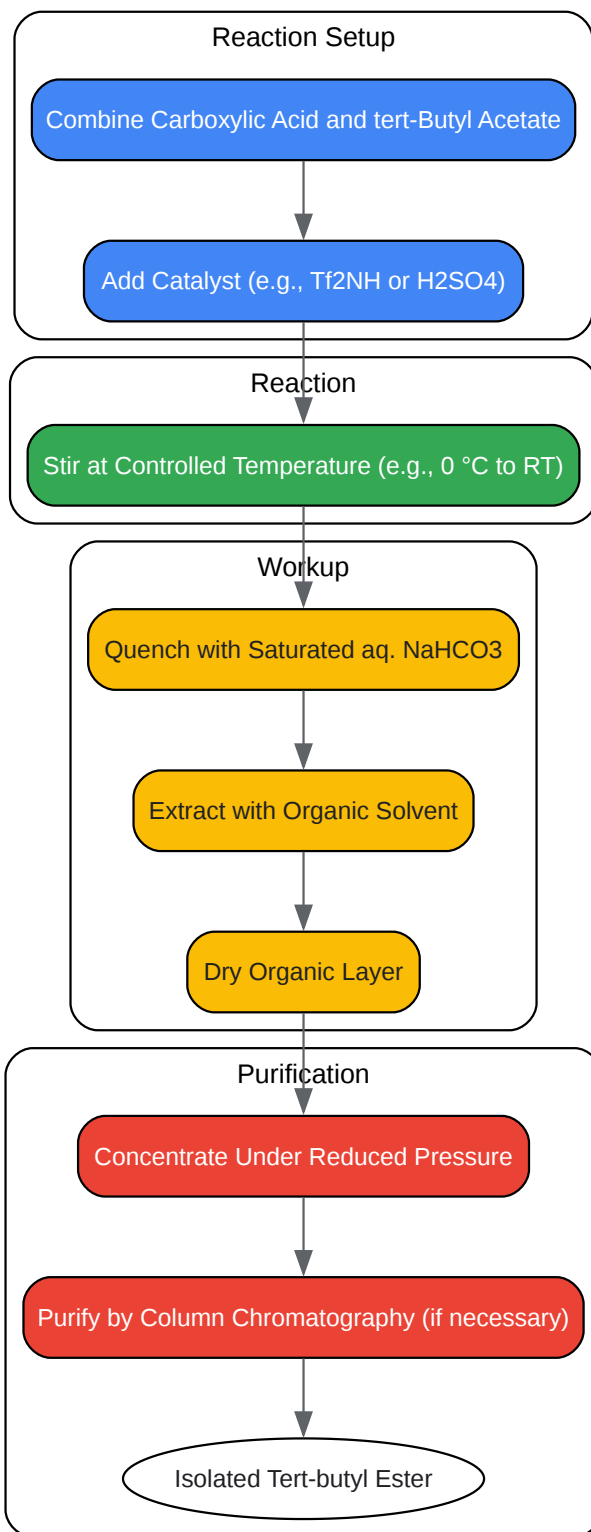 Reaction Setup
Combine Carboxylic Acid and tert-Butyl Acetate
Add Catalyst (e.g., Tf2NH or H2SO4)
Reaction
Stir at Controlled Temperature (e.g., 0 °C to RT)
Workup
Quench with Saturated aq. NaHCO3
Extract with Organic Solvent
Dry Organic Layer
Purification
Concentrate Under Reduced Pressure
Purify by Column Chromatography (if necessary)
Isolated Tert-butyl Ester